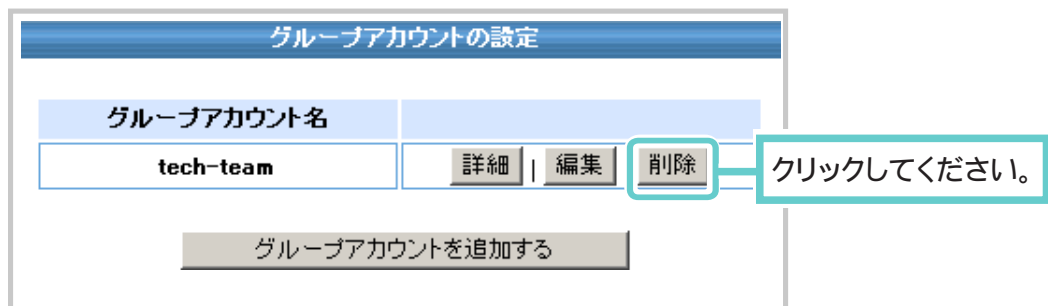 グループアカウントの設定
グループアカウント名
tech-team
詳細 | 編集 削除
クリックしてください。
グループアカウントを追加する